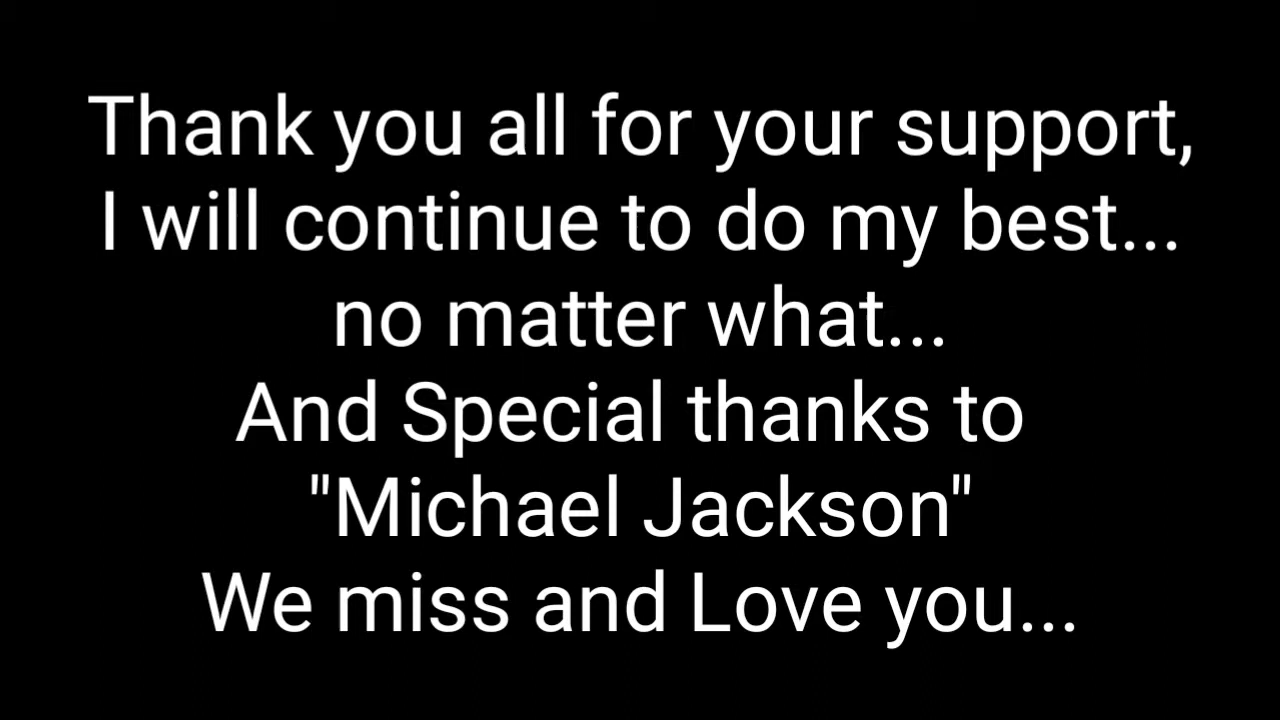 Thank you all for your support,
I will continue to do my best...
no matter what...
And Special thanks to
"Michael Jackson"
We miss and Love you...